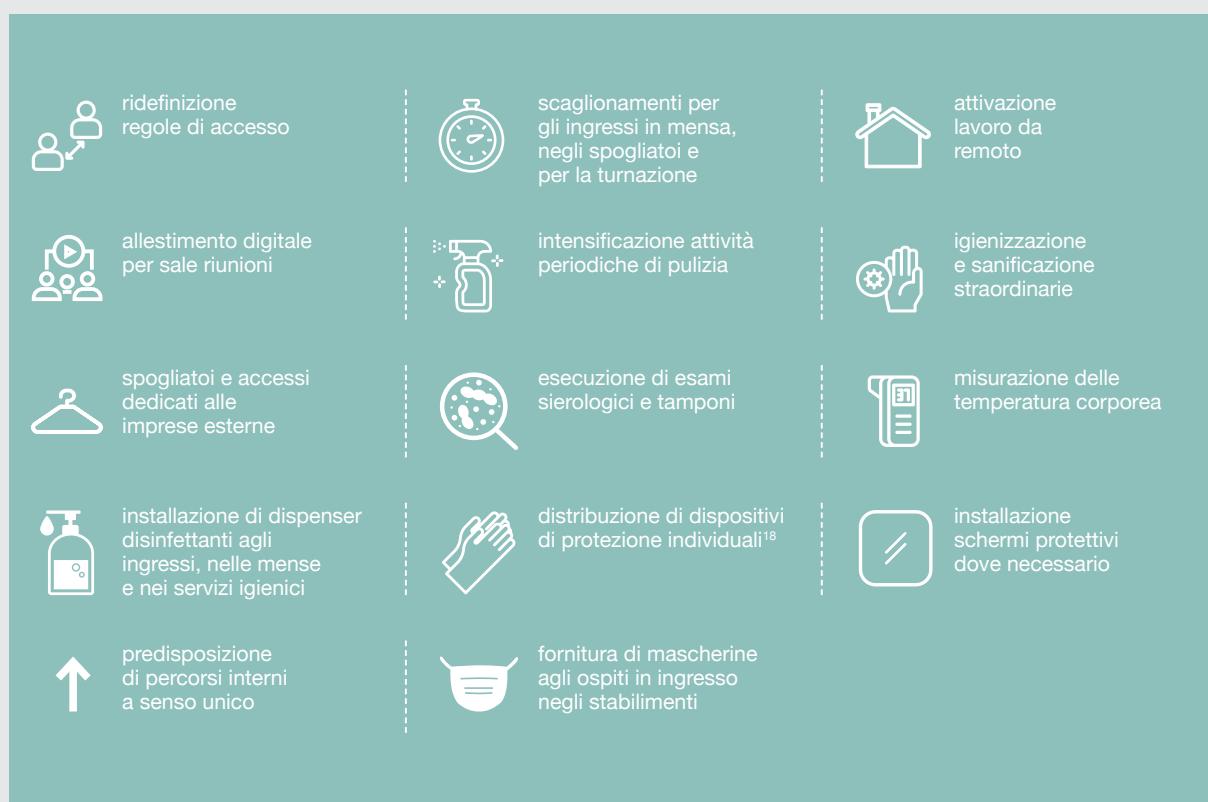 ridefinizione
regole di accesso
scaglionamenti per
gli ingressi in mensa,
negli spogliatoi e
per la turnazione
attivazione
lavoro da
remoto
allestimento digitale
per sale riunioni
intensificazione attività
periodiche di pulizia
igienizzazione
e sanificazione
straordinarie
spogliatoi e accessi
dedicati alle
imprese esterne
esecuzione di esami
sierologici e tamponi
misurazione delle
temperatura corporea
installazione di dispenser
disinfettanti agli
ingressi, nelle mense
e nei servizi igienici
distribuzione di dispositivi
di protezione individuali¹⁸
installazione
schermi protettivi
dove necessario
predisposizione
di percorsi interni
a senso unico
fornitura di mascherine
agli ospiti in ingresso
negli stabilimenti